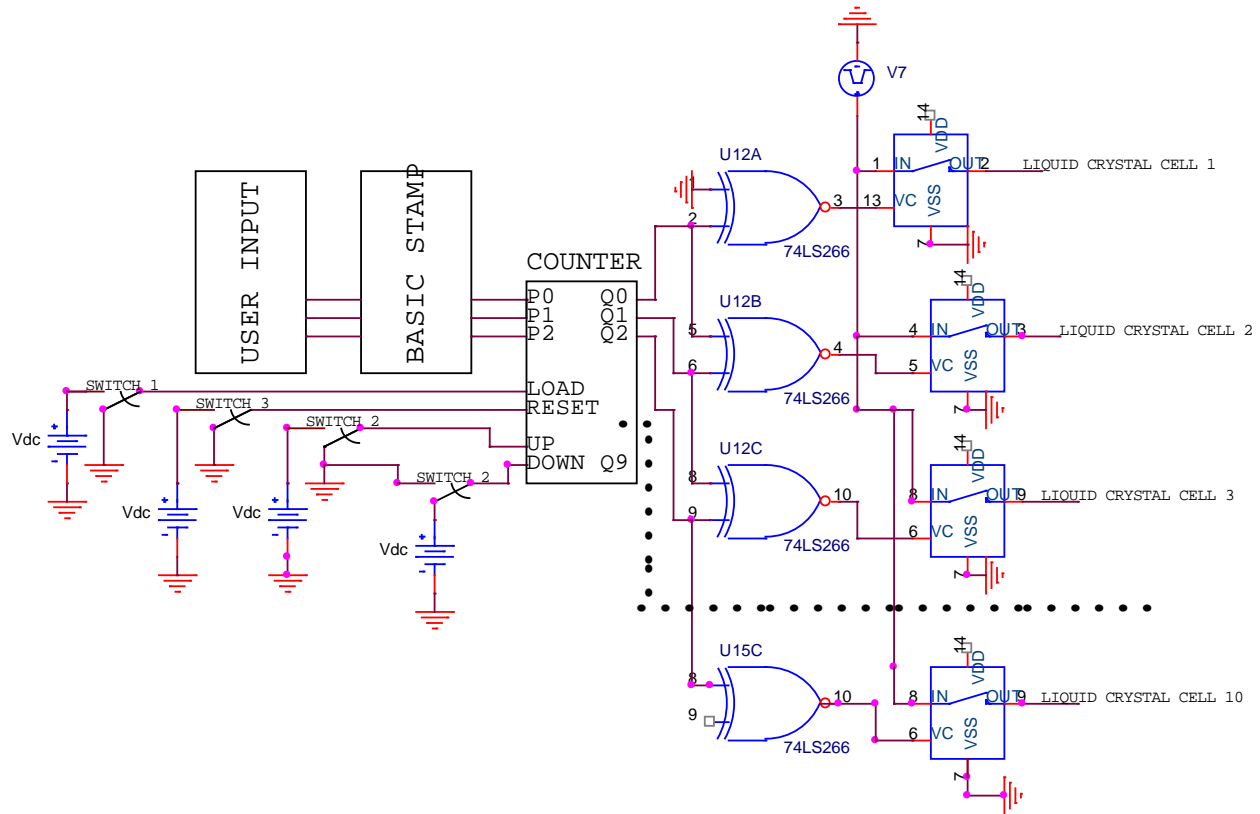 V7
14
VDD
1
IN
OUT
2
LIQUID CRYSTAL CELL 1
13
VC
VSS
7
U12A
1
2
3
74LS266
USER INPUT
BASIC STAMP
COUNTER
P0
P1
P2
Q0
Q1
Q2
LOAD
RESET
UP
DOWN
Q9
U12B
5
6
4
74LS266
14
VDD
4
IN
OUT
3
LIQUID CRYSTAL CELL 2
5
VC
VSS
7
SWITCH 1
SWITCH 3
SWITCH 2
SWITCH 2
+
Vdc
-
+
Vdc
-
+
Vdc
-
+
Vdc
-
U12C
8
9
10
74LS266
14
VDD
8
IN
OUT
9
LIQUID CRYSTAL CELL 3
6
VC
VSS
7
U15C
8
9
10
74LS266
14
VDD
8
IN
OUT
9
LIQUID CRYSTAL CELL 10
6
VC
VSS
7